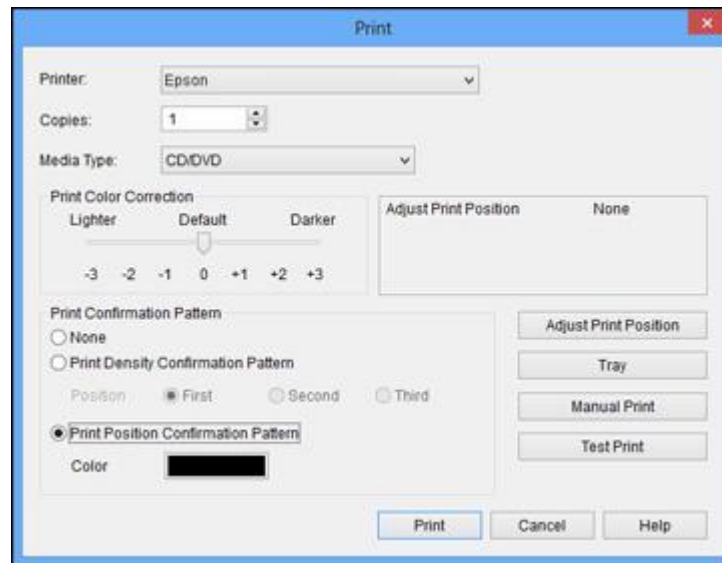 Print
Printer: Epson
Copies: 1
Media Type: CD/DVD
Print Color Correction
Lighter Default Darker
-3 -2 -1 0 +1 +2 +3
Adjust Print Position None
Print Confirmation Pattern
None
Print Density Confirmation Pattern
Position First Second Third
Print Position Confirmation Pattern
Color
Adjust Print Position
Tray
Manual Print
Test Print
Print Cancel Help